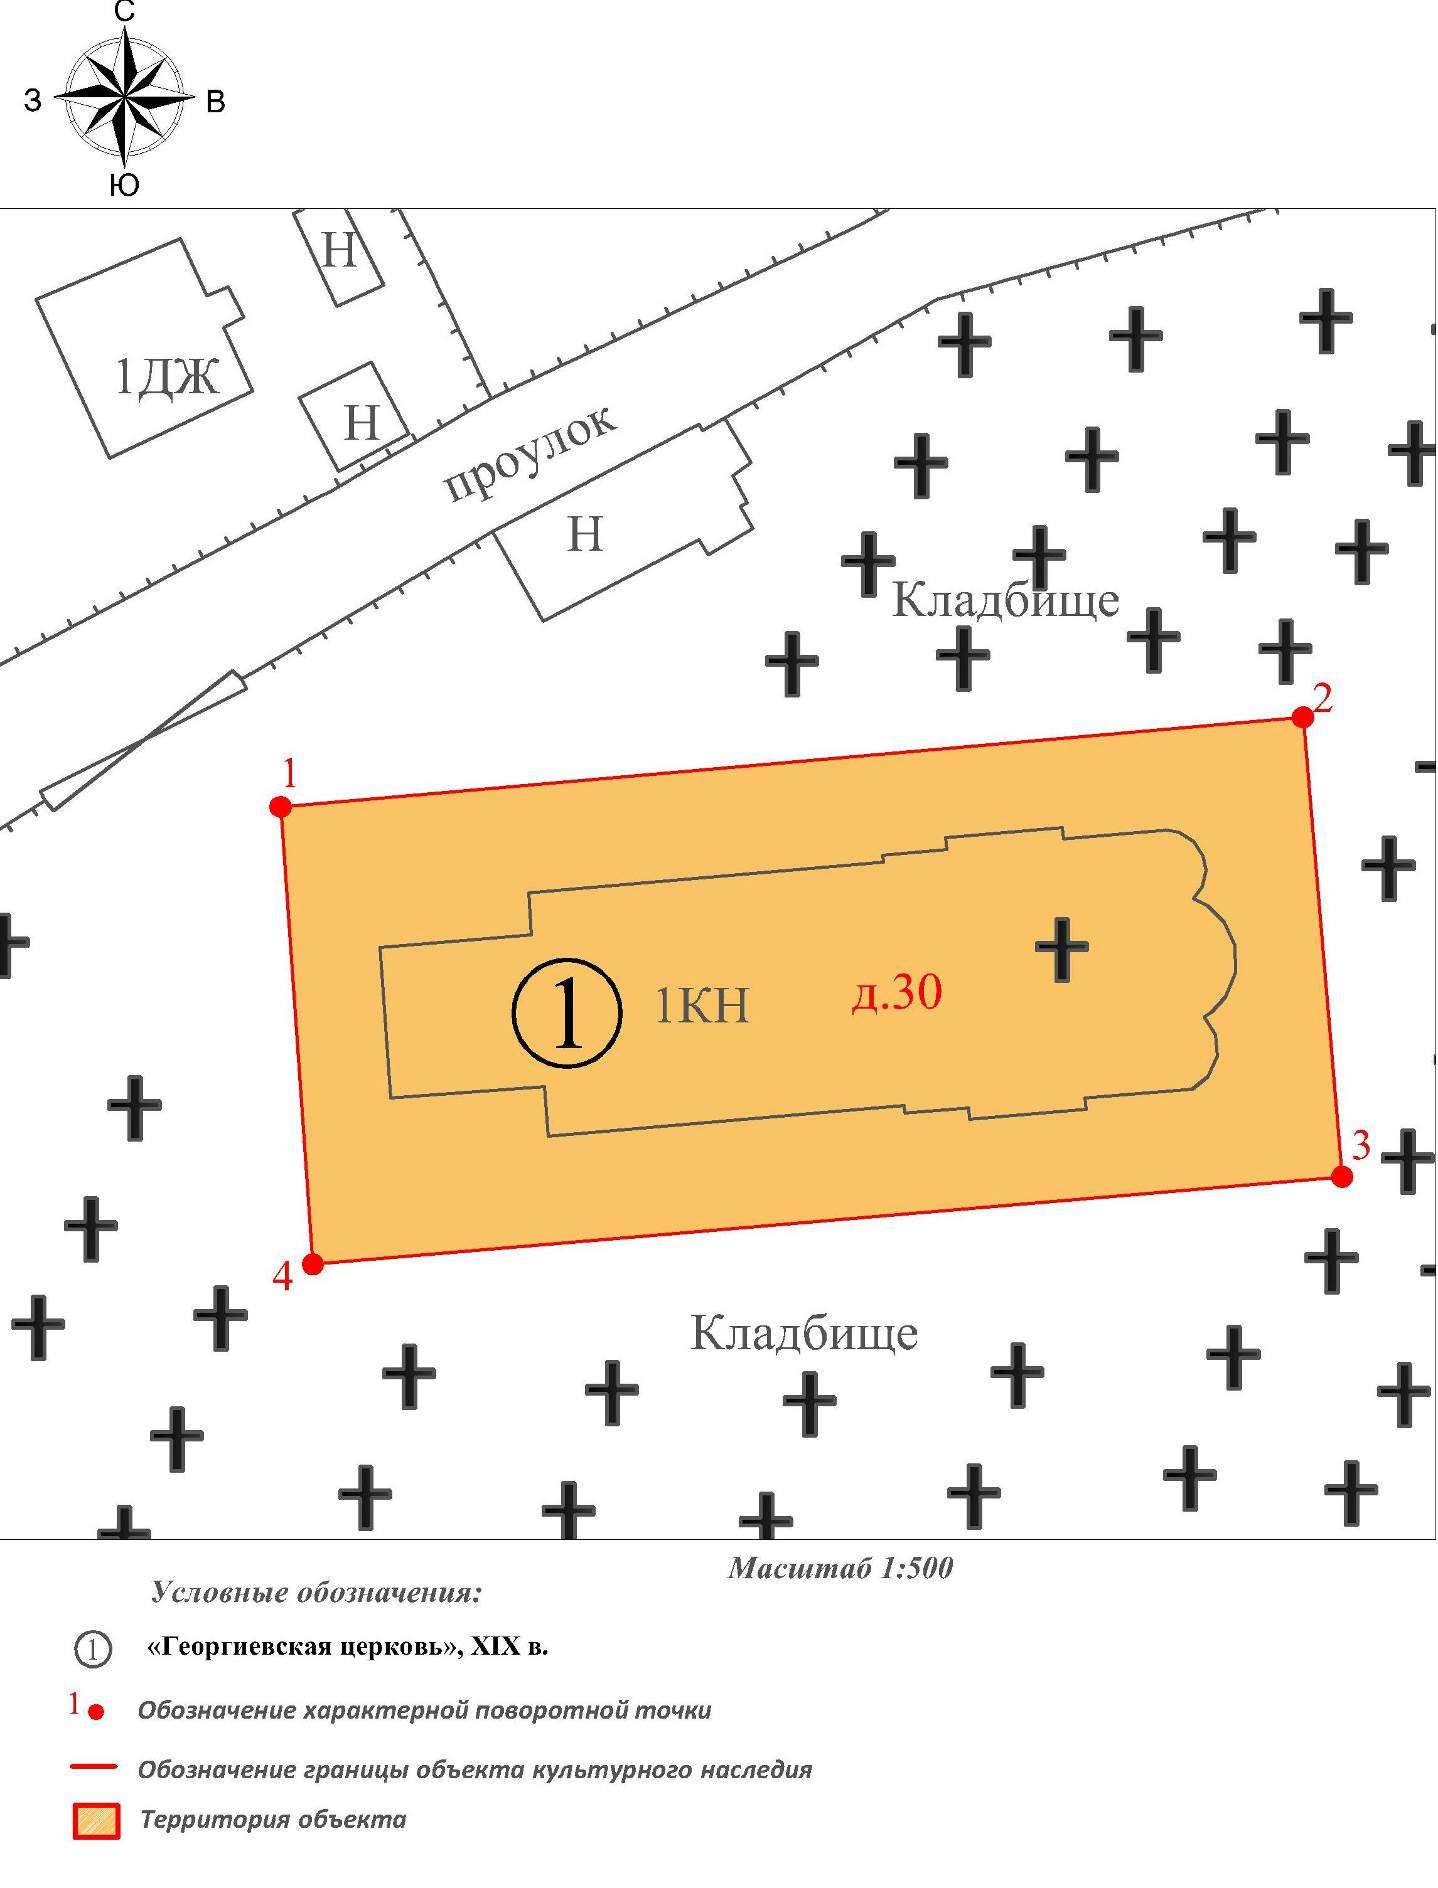 С
З
В
Ю
Н
1ДЖ
Н
проулок
Н
Кладбище
2
1
д.30
1КН
1
3
4
Кладбище
Масштаб 1:500
Условные обозначения:
1 «Георгиевская церковь», XIX в.
1 Обозначение характерной поворотной точки
Обозначение границы объекта культурного наследия
Территория объекта